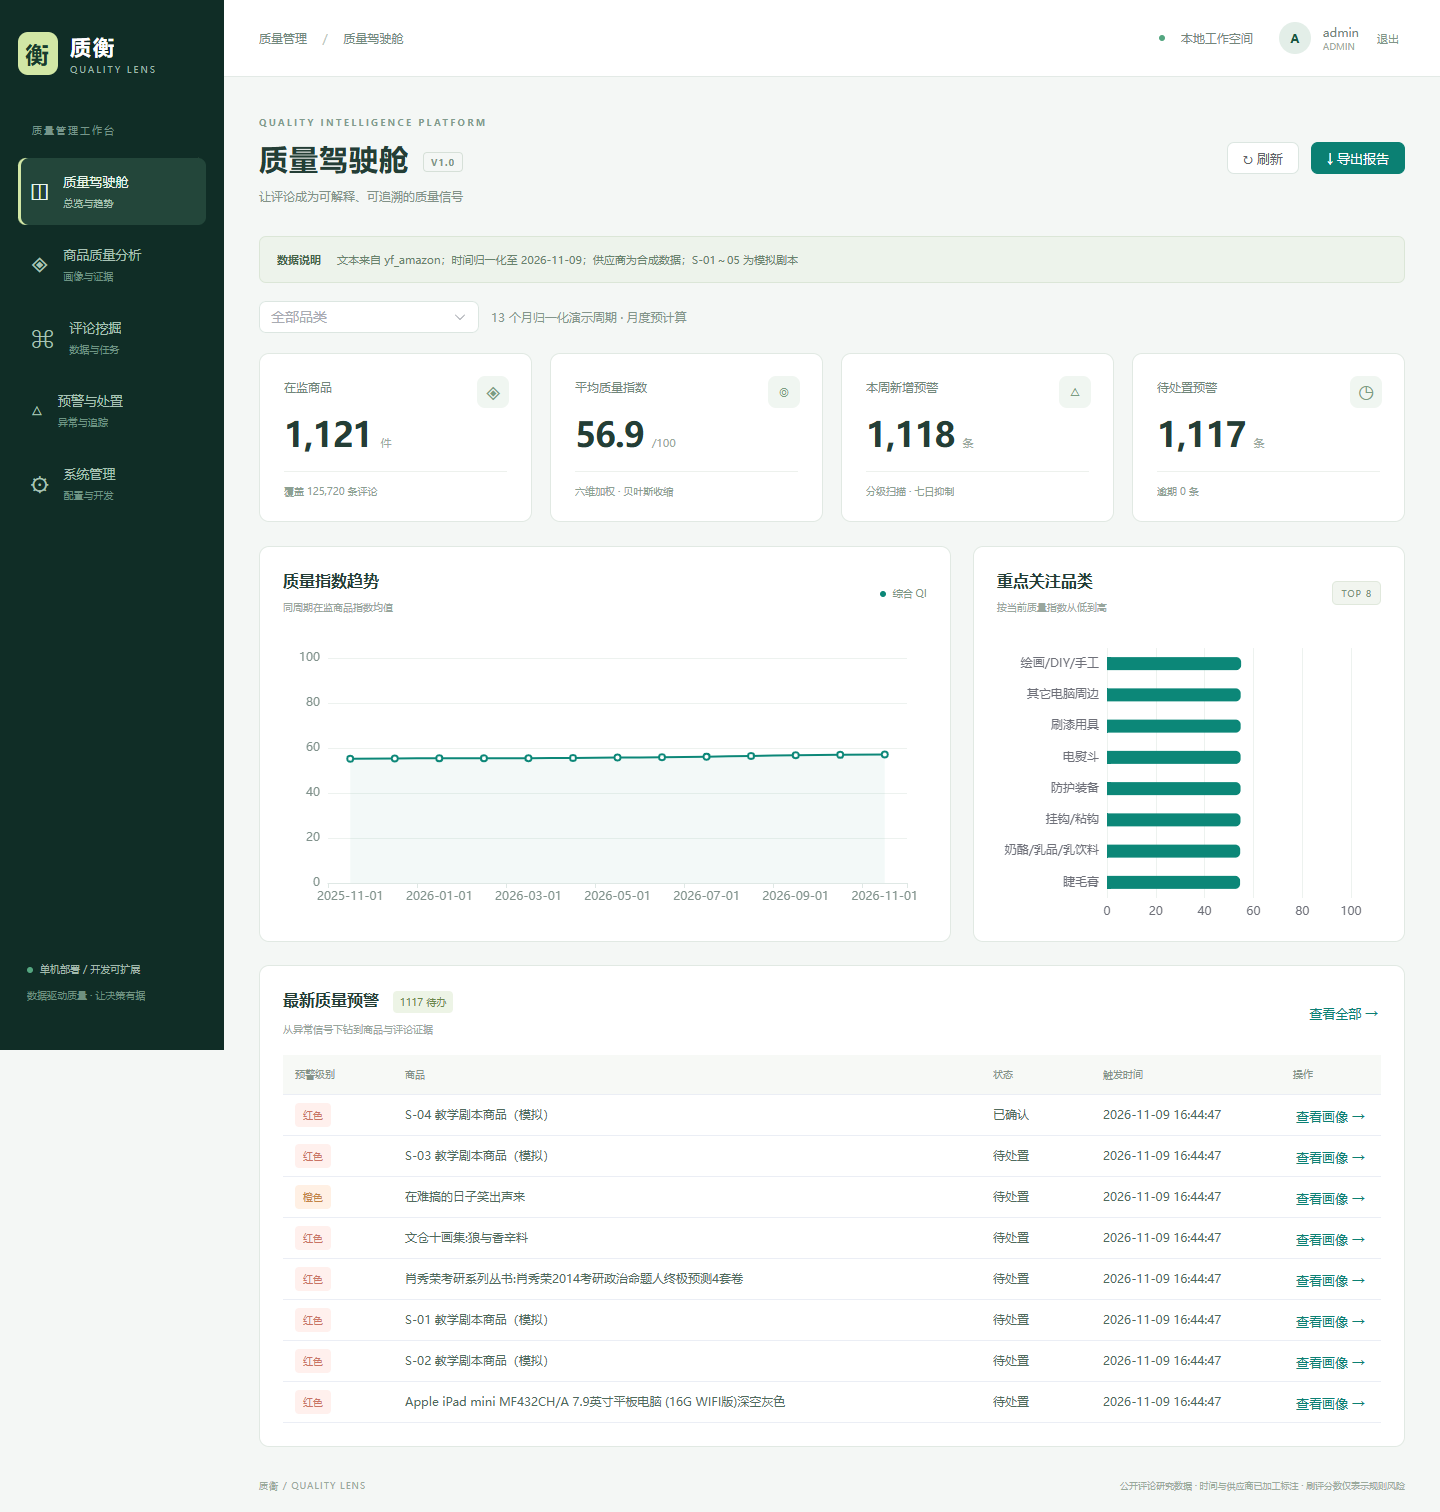 衡
质衡
QUALITY LENS
质量管理工作台
质量驾驶舱
总览与趋势
商品质量分析
画像与证据
评论挖掘
数据与任务
预警与处置
异常与追踪
系统管理
配置与开发
单机部署 / 开发可扩展
数据驱动质量 · 让决策有据
质量管理 / 质量驾驶舱
本地工作空间
A
admin
ADMIN
退出
QUALITY INTELLIGENCE PLATFORM
质量驾驶舱 V1.0
让评论成为可解释、可追溯的质量信号
↻ 刷新
↓ 导出报告
数据说明 文本来自 yf_amazon；时间归一化至 2026-11-09；供应商为合成数据；S-01～05 为模拟剧本
全部品类
13 个月归一化演示周期 · 月度预计算
在监商品
1,121 件
覆盖 125,720 条评论
平均质量指数
56.9 /100
六维加权 · 贝叶斯收缩
本周新增预警
1,118 条
分级扫描 · 七日抑制
待处置预警
1,117 条
逾期 0 条
质量指数趋势
同周期在监商品指数均值
综合 QI
100
80
60
40
20
0
2025-11-01 2026-01-01 2026-03-01 2026-05-01 2026-07-01 2026-09-01 2026-11-01
重点关注品类
按当前质量指数从低到高
TOP 8
绘画/DIY/手工
其它电脑周边
刷漆用具
电熨斗
防护装备
挂钩/粘钩
奶酪/乳品/乳饮料
睫毛膏
0 20 40 60 80 100
最新质量预警 1117 待办
从异常信号下钻到商品与评论证据
查看全部 →
预警级别 商品 状态 触发时间 操作
红色 S-04 教学剧本商品（模拟） 已确认 2026-11-09 16:44:47 查看画像 →
红色 S-03 教学剧本商品（模拟） 待处置 2026-11-09 16:44:47 查看画像 →
橙色 在难搞的日子笑出声来 待处置 2026-11-09 16:44:47 查看画像 →
红色 文仓十画集:狼与香辛料 待处置 2026-11-09 16:44:47 查看画像 →
红色 肖秀荣考研系列丛书:肖秀荣2014考研政治命题人终极预测4套卷 待处置 2026-11-09 16:44:47 查看画像 →
红色 S-01 教学剧本商品（模拟） 待处置 2026-11-09 16:44:47 查看画像 →
红色 S-02 教学剧本商品（模拟） 待处置 2026-11-09 16:44:47 查看画像 →
红色 Apple iPad mini MF432CH/A 7.9英寸平板电脑 (16G WIFI版)深空灰色 待处置 2026-11-09 16:44:47 查看画像 →
质衡 / QUALITY LENS
公开评论研究数据 · 时间与供应商已加工标注 · 刷评分数仅表示规则风险